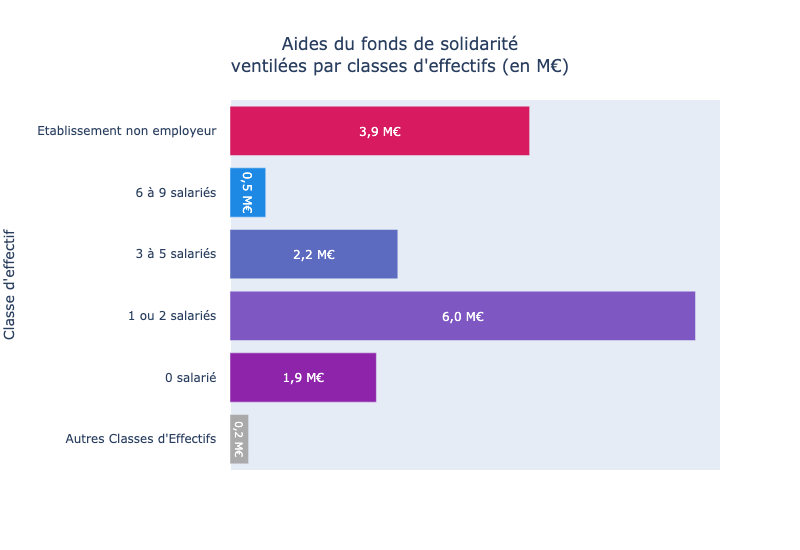 Aides du fonds de solidarité
ventilées par classes d'effectifs (en M€)
Classe d'effectif
Etablissement non employeur
3,9 M€
6 à 9 salariés
0,5 M€
3 à 5 salariés
2,2 M€
1 ou 2 salariés
6,0 M€
0 salarié
1,9 M€
Autres Classes d'Effectifs
0,2 M€